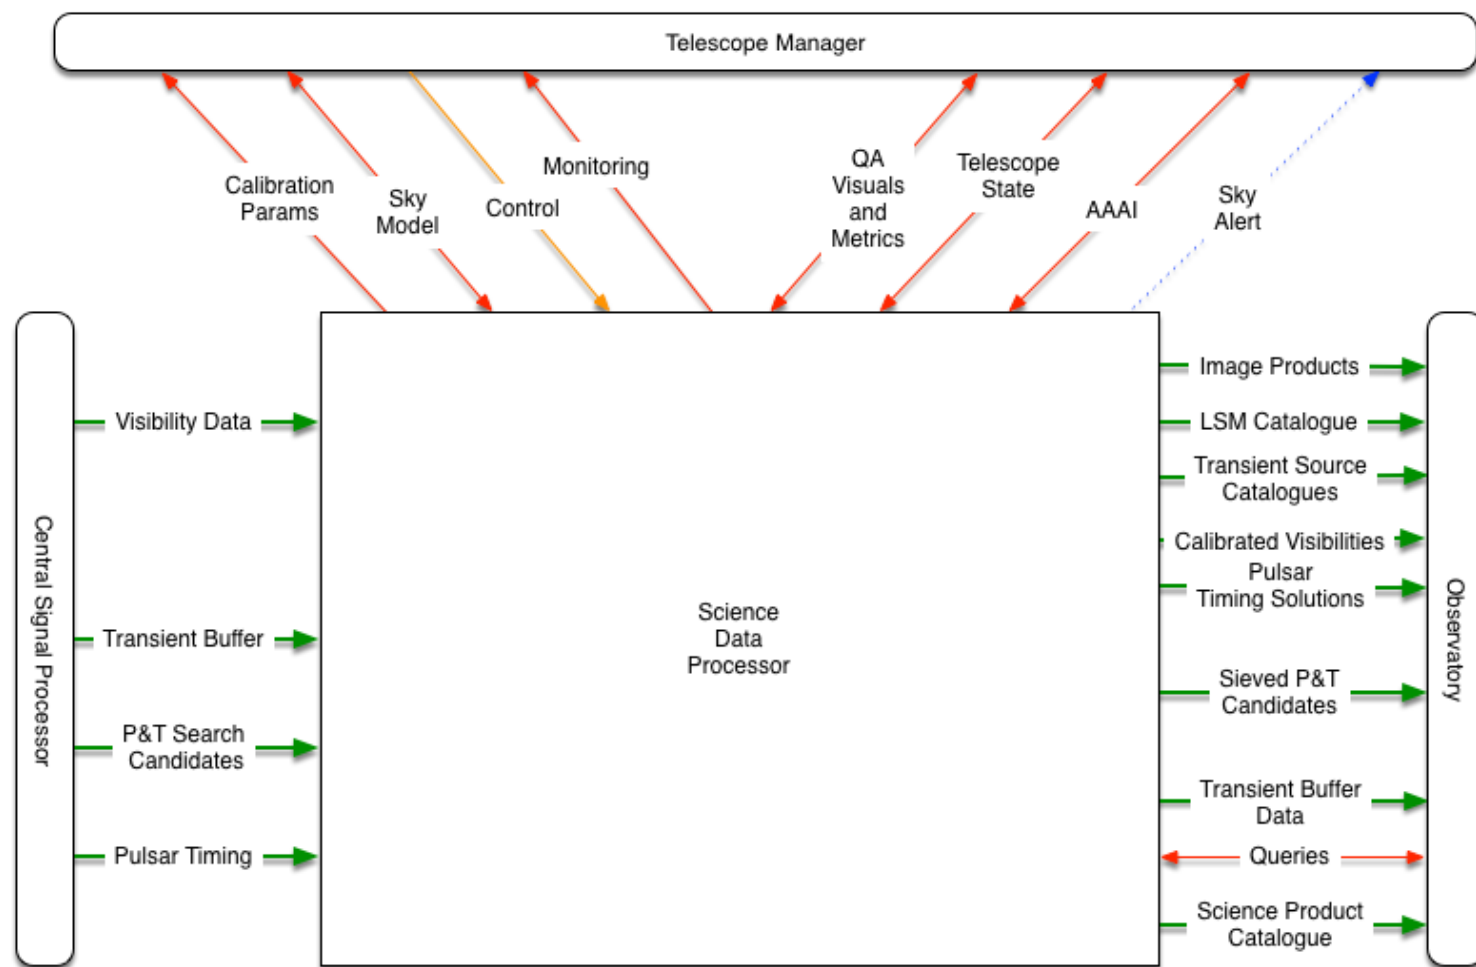 Telescope Manager
Calibration
Params
Sky
Model
Control
Monitoring
QA
Visuals
and
Metrics
Telescope
State
AAAI
Sky
Alert
Central Signal Processor
Visibility Data
Transient Buffer
P&T Search
Candidates
Pulsar Timing
Science
Data
Processor
Image Products
LSM Catalogue
Transient Source
Catalogues
Calibrated Visibilities
Pulsar
Timing Solutions
Sieved P&T
Candidates
Transient Buffer
Data
Queries
Science Product
Catalogue
Observatory